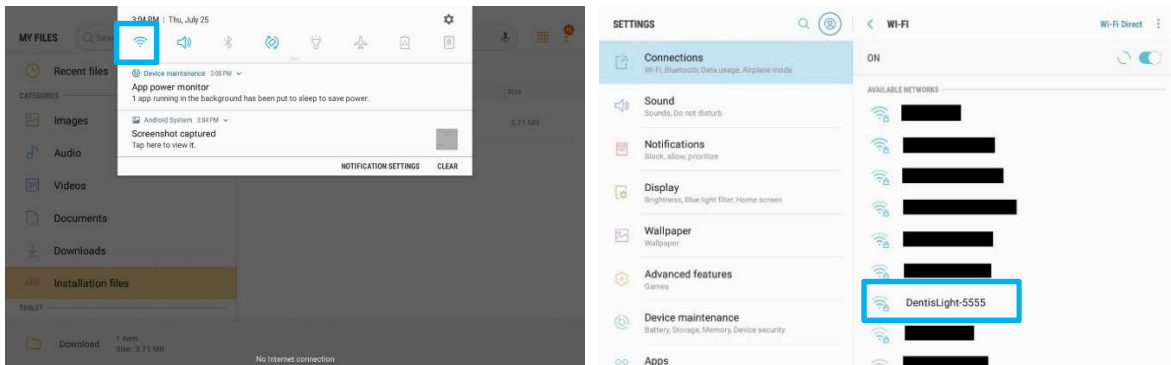 3:04 PM | Thu, July 25
MY FILES
Recent files
CATEGORIES
Images
Audio
Videos
Documents
Downloads
APK Installation files
TABLET
Download
1 item
Size : 3.71 MB
Size
3.71 MB
N
Device maintenance 3:00 PM
App power monitor
1 app running in the background has been put to sleep to save power.
Android System 3:04 PM
Screenshot captured
Tap here to view it.
NOTIFICATION SETTINGS CLEAR
No Internet connection
SETTINGS
Connections
Wi-Fi, Bluetooth, Data usage, Airplane mode
Sound
Sounds, Do not disturb
Notifications
Block, allow, prioritize
Display
Brightness, Blue light filter, Home screen
Wallpaper
Wallpaper
Advanced features
Games
Device maintenance
Battery, Storage, Memory, Device security
Apps
WI-FI Wi-Fi Direct
ON
AVAILABLE NETWORKS
DentisLight-5555